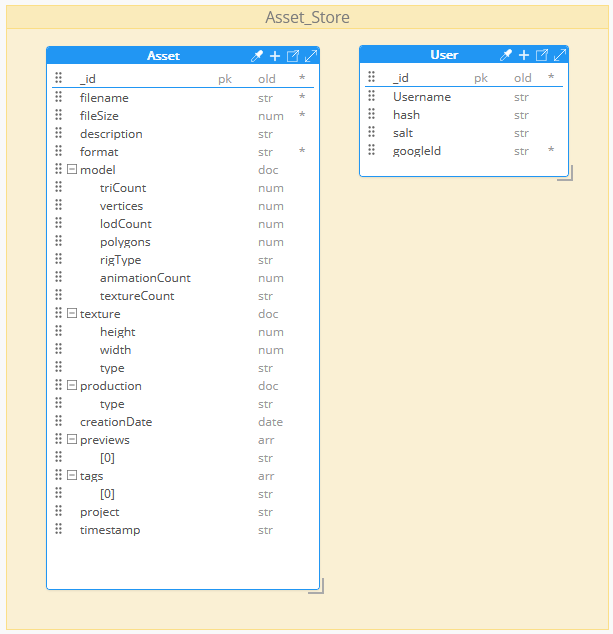 Asset_Store
Asset
_id pk old *
filename str *
fileSize num *
description str
format str *
model doc
triCount num
vertices num
lodCount num
polygons num
rigType str
animationCount num
textureCount str
texture doc
height num
width num
type str
production doc
type str
creationDate date
previews arr
[0] str
tags arr
[0] str
project str
timestamp str
User
_id pk old *
Username str
hash str
salt str
googleId str *